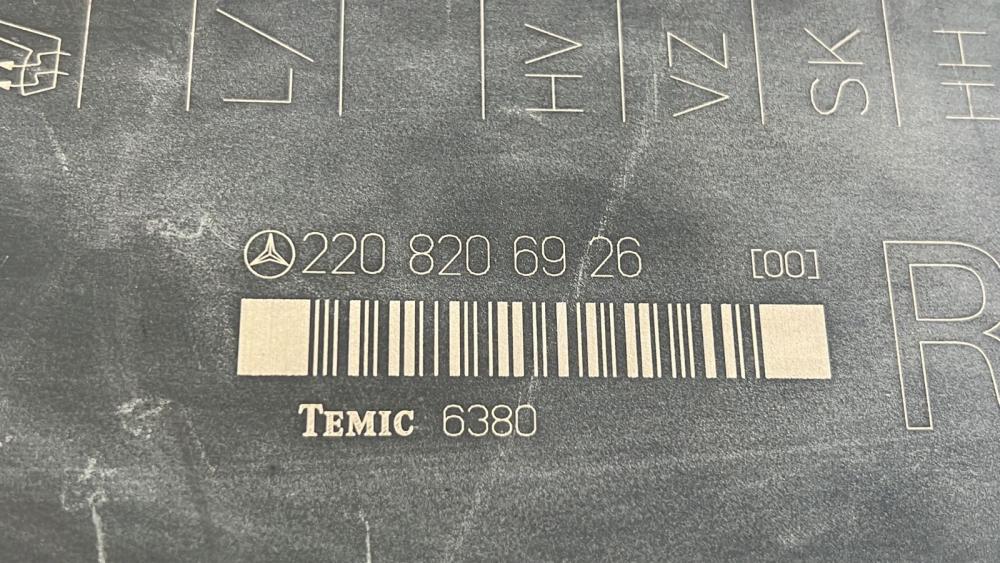 L/
HV
VZ
SK
HH
220 820 69 26 [00]
R
TEMIC 6380